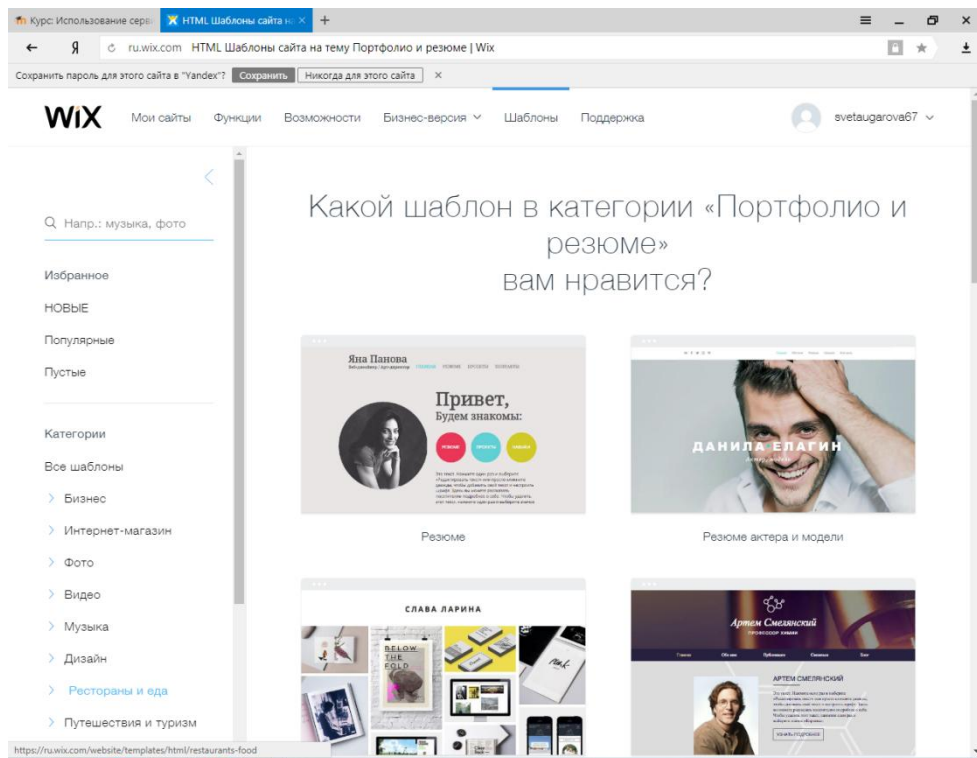 Курс: Использование серв
HTML Шаблоны сайта на
Я
ru.wix.com HTML Шаблоны сайта на тему Портфолио и резюме | Wix
Сохранить пароль для этого сайта в "Yandex"? Сохранить Никогда для этого сайта
WiX
Мои сайты Функции Возможности Бизнес-версия Шаблоны Поддержка svetaugarova67
Напр.: музыка, фото
Избранное
НОВЫЕ
Популярные
Пустые
Категории
Все шаблоны
Бизнес
Интернет-магазин
Фото
Видео
Музыка
Дизайн
Рестораны и еда
Путешествия и туризм
https://ru.wix.com/website/templates/html/restaurants-food
Какой шаблон в категории «Портфолио и
резюме»
вам нравится?
Яна Панова
Привет,
Будем знакомы:
РЕЗЮМЕ
Резюме
ДАНИЛА ЕЛАГИН
Резюме актера и модели
СЛАВА ЛАРИНА
BELOW
THE
FOLD
Артем Смелянский
ПРОФЕССОР ХИМИИ
АРТЕМ СМЕЛЯНСКИЙ
УЗНАТЬ ПОДРОБНЕЕ